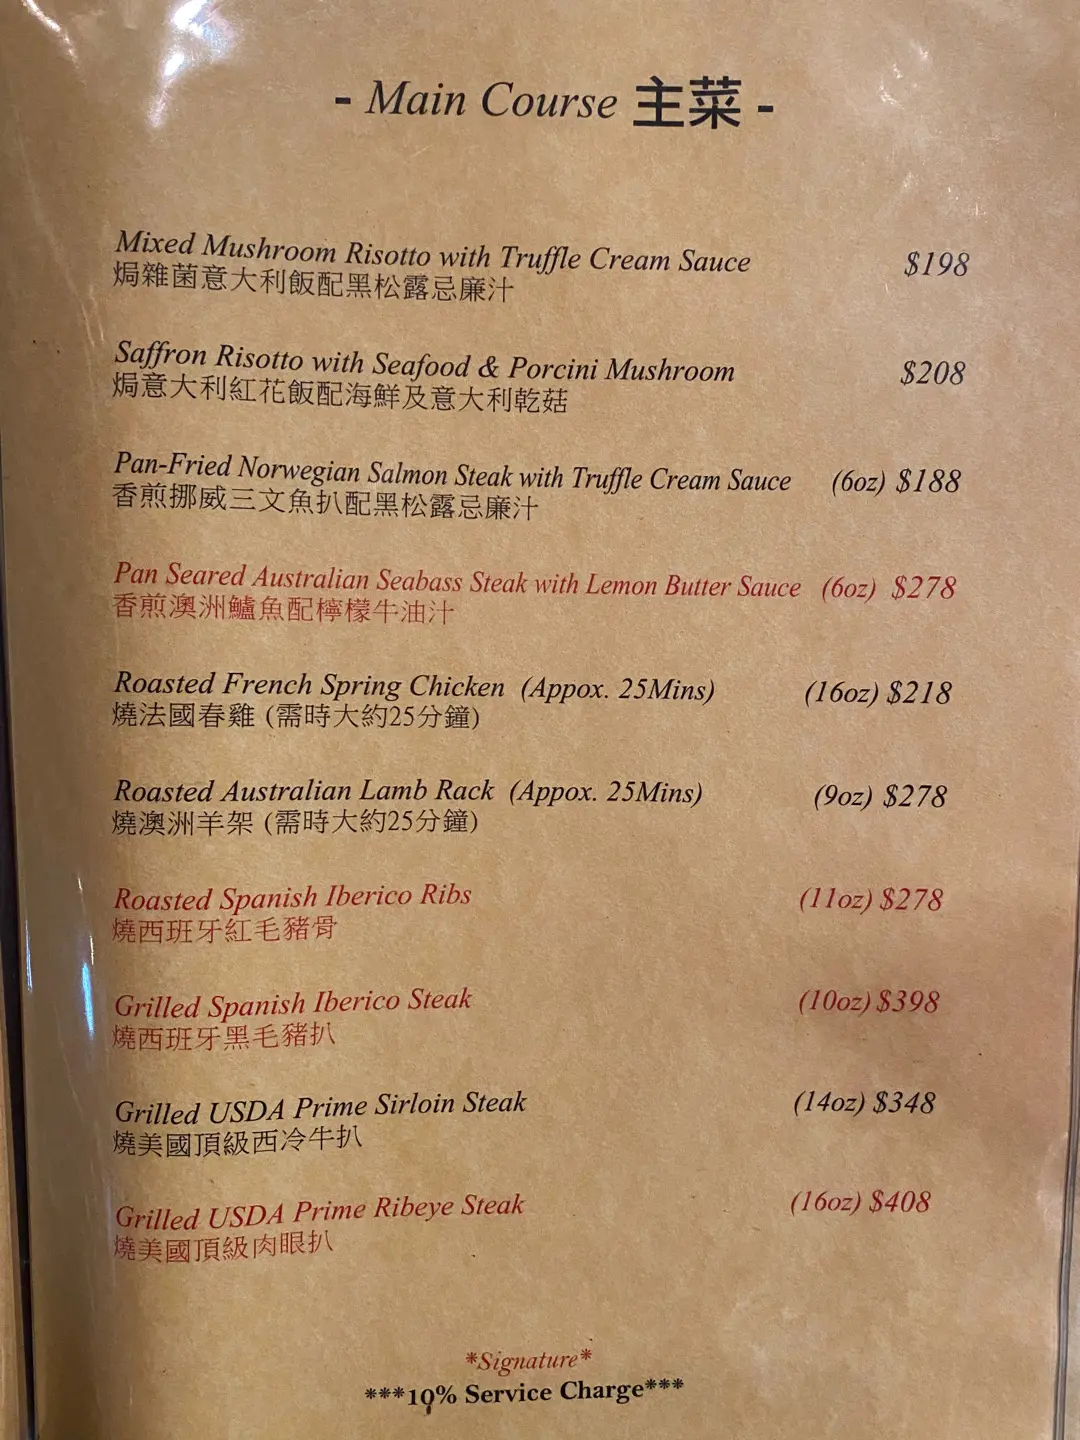 - Main Course 主菜 -
Mixed Mushroom Risotto with Truffle Cream Sauce $198
焗雜菌意大利飯配黑松露忌廉汁
Saffron Risotto with Seafood & Porcini Mushroom $208
焗意大利紅花飯配海鮮及意大利乾菇
Pan-Fried Norwegian Salmon Steak with Truffle Cream Sauce (6oz) $188
香煎挪威三文魚扒配黑松露忌廉汁
Pan Seared Australian Seabass Steak with Lemon Butter Sauce (6oz) $278
香煎澳洲鱸魚配檸檬牛油汁
Roasted French Spring Chicken (Appox. 25Mins) (16oz) $218
燒法國春雞 (需時大約25分鐘)
Roasted Australian Lamb Rack (Appox. 25Mins) (9oz) $278
燒澳洲羊架 (需時大約25分鐘)
Roasted Spanish Iberico Ribs (11oz) $278
燒西班牙紅毛豬骨
Grilled Spanish Iberico Steak (10oz) $398
燒西班牙黑毛豬扒
Grilled USDA Prime Sirloin Steak (14oz) $348
燒美國頂級西冷牛扒
Grilled USDA Prime Ribeye Steak (16oz) $408
燒美國頂級肉眼扒
*Signature*
***10% Service Charge***